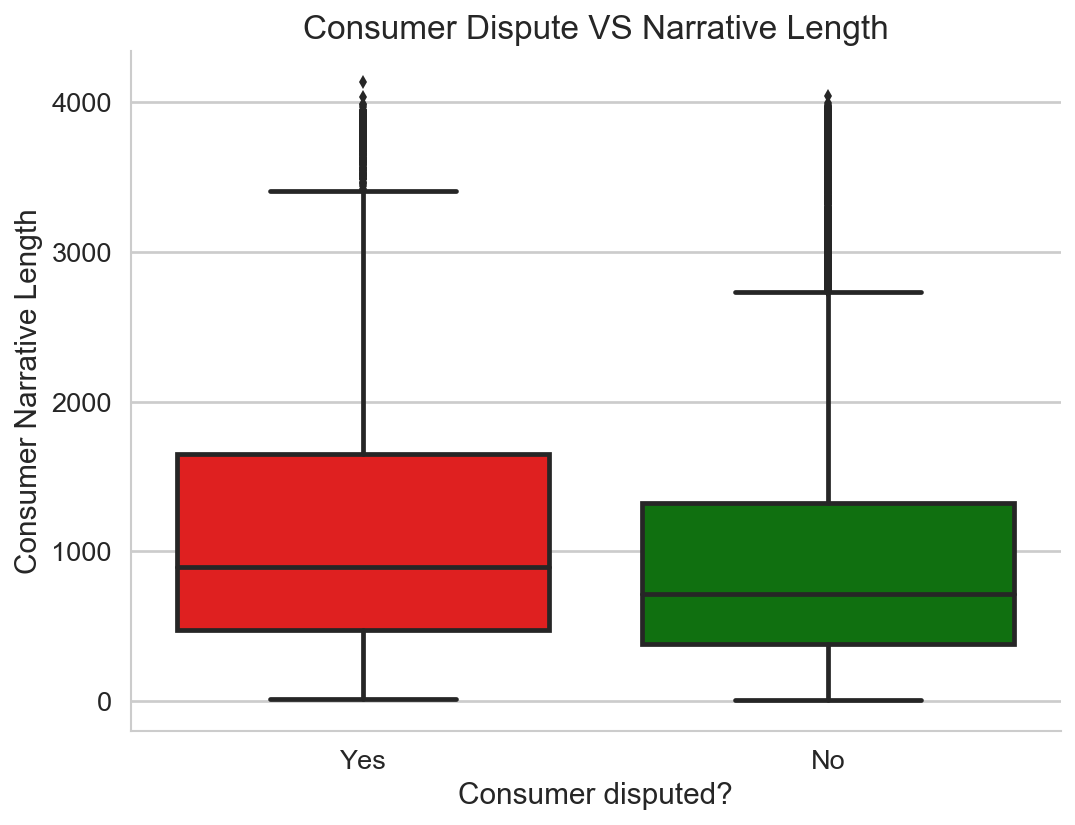 Consumer Dispute VS Narrative Length
Consumer Narrative Length
4000
3000
2000
1000
0
Yes
No
Consumer disputed?